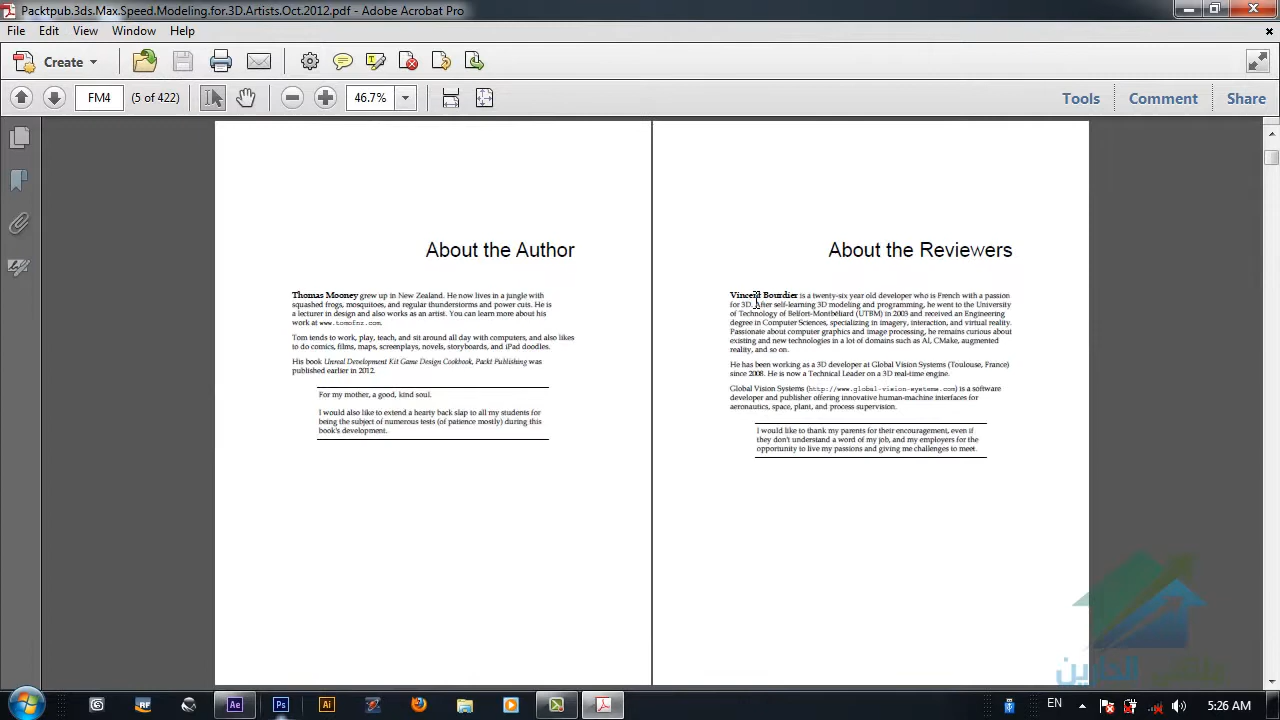 Packtpub.3ds.Max.Speed.Modeling.for.3D.Artists.Oct.2012.pdf - Adobe Acrobat Pro
File Edit View Window Help
Create
FM4 (5 of 422) 46.7% Tools Comment Share
About the Author
Thomas Mooney grew up in New Zealand. He now lives in a jungle with
squashed frogs, mosquitoes, and regular thunderstorms and power cuts. He is
a lecturer in design and also works as an artist. You can learn more about his
work at www.tomofnz.com.
Tom tends to work, play, teach, and sit around all day with computers, and also likes
to do comics, films, maps, screenplays, novels, storyboards, and iPad doodles.
His book Unreal Development Kit Game Design Cookbook, Packt Publishing was
published earlier in 2012.
For my mother, a good, kind soul.
I would also like to extend a hearty back slap to all my students for
being the subject of numerous tests (of patience mostly) during this
book's development.
About the Reviewers
Vincent Bourdier is a twenty-six year old developer who is French with a passion
for 3D. After self-learning 3D modeling and programming, he went to the University
of Technology of Belfort-Montbéliard (UTBM) in 2003 and received an Engineering
degree in Computer Sciences, specializing in imagery, interaction, and virtual reality.
Passionate about computer graphics and image processing, he remains curious about
existing and new technologies in a lot of domains such as AI, CMake, augmented
reality, and so on.
He has been working as a 3D developer at Global Vision Systems (Toulouse, France)
since 2008. He is now a Technical Leader on a 3D real-time engine.
Global Vision Systems (http://www.global-vision-systems.com) is a software
developer and publisher offering innovative human-machine interfaces for
aeronautics, space, plant, and process supervision.
I would like to thank my parents for their encouragement, even if
they don't understand a word of my job, and my employers for the
opportunity to live my passions and giving me challenges to meet.
RF Ae Ps Ai EN 5:26 AM